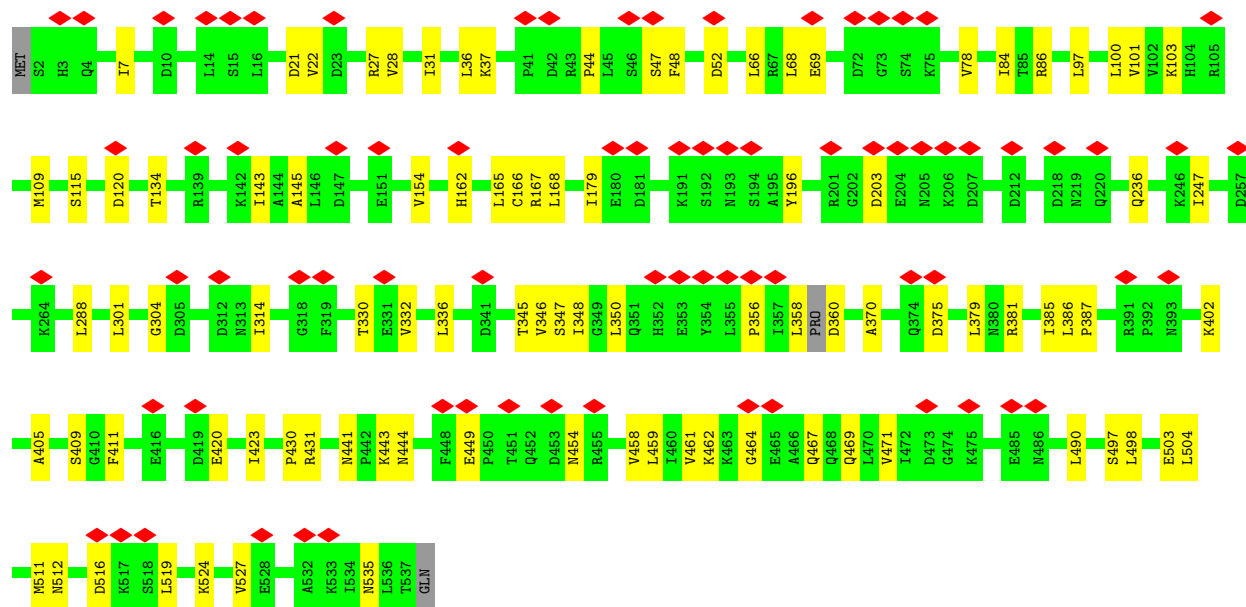 MET S2 H3 Q4 I7 D10 L14 S15 L16 D21 V22 D23 R27 V28 I31 L36 K37 P41 D42 R43 P44 L45 S46 S47 F48 D52 L66 R67 L68 E69 D72 G73 S74 K75 V78 I84 T85 R86 L97 L100 V101 V102 K103 H104 R105
M109 S115 D120 T134 R139 K142 I143 A144 A145 L146 D147 E151 V154 H162 L165 C166 R167 L168 I179 E180 D181 K191 S192 N193 S194 A195 Y196 R201 G202 D203 E204 N205 K206 D207 D212 D218 N219 Q220 Q236 K246 I247 D257
K264 L288 L301 G304 D305 D312 N313 I314 G318 F319 T330 E331 V332 L336 D341 T345 V346 S347 I348 G349 L350 Q351 H352 E353 Y354 L355 P356 I357 L358 PRO D360 A370 Q374 D375 L379 N380 R381 I385 L386 P387 R391 P392 N393 K402
A405 S409 G410 F411 E416 D419 E420 I423 P430 R431 N441 P442 K443 N444 F448 E449 P450 T451 Q452 D453 N454 R455 V458 L459 I460 V461 K462 K463 G464 E465 A466 Q467 Q468 Q469 L470 V471 I472 D473 G474 K475 E485 N486 L490 S497 L498 E503 L504
M511 N512 D516 K517 S518 L519 K524 V527 E528 A532 K533 I534 N535 L536 T537 GLN